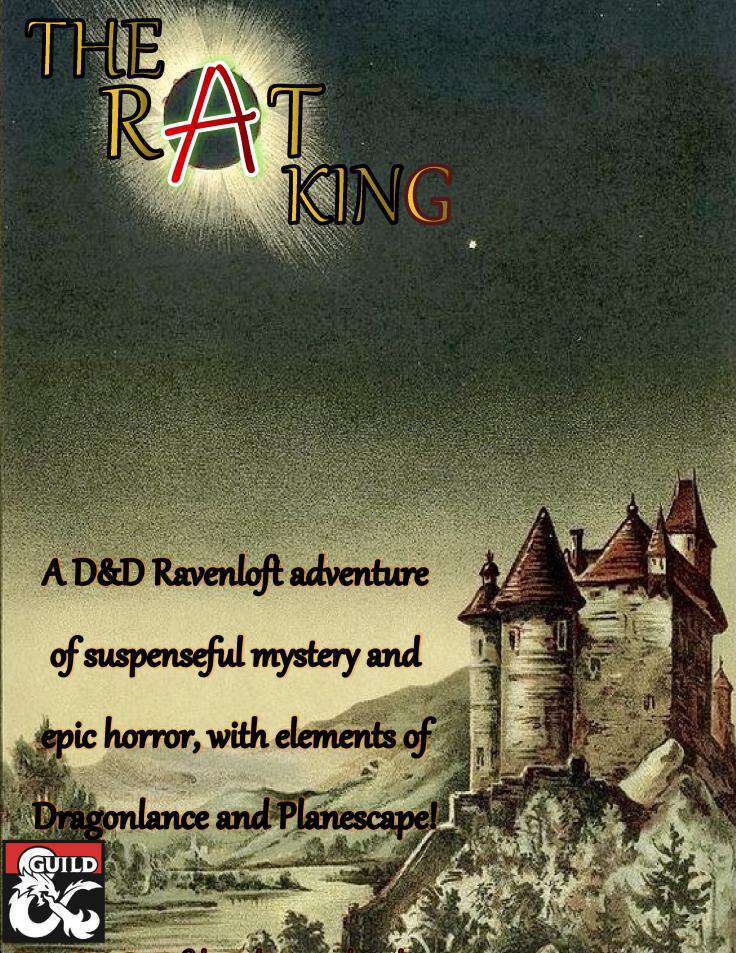 THE
RAT
KING
A D&D Ravenloft adventure
of suspenseful mystery and
epic horror, with elements of
Dragonlance and Planescape!
GUILD